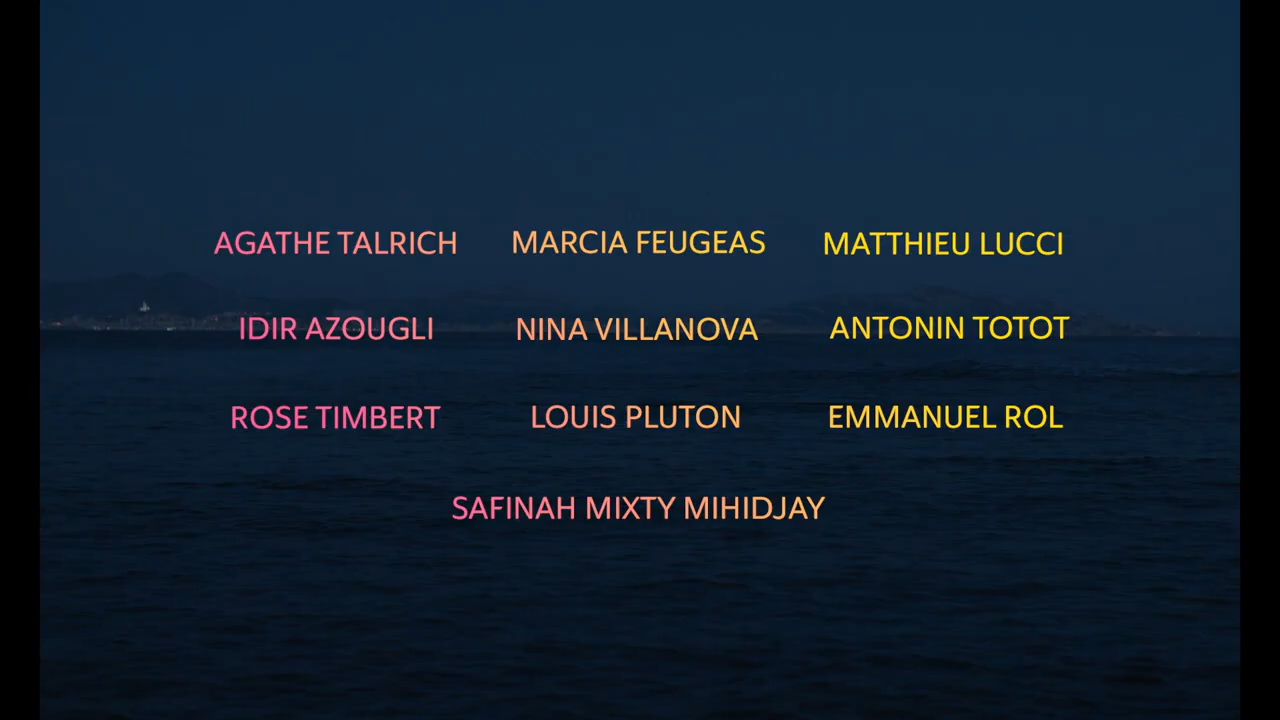 AGATHE TALRICH MARCIA FEUGEAS MATTHIEU LUCCI
IDIR AZOUGLI NINA VILLANOVA ANTONIN TOTOT
ROSE TIMBERT LOUIS PLUTON EMMANUEL ROL
SAFINAH MIXTY MIHIDJAY